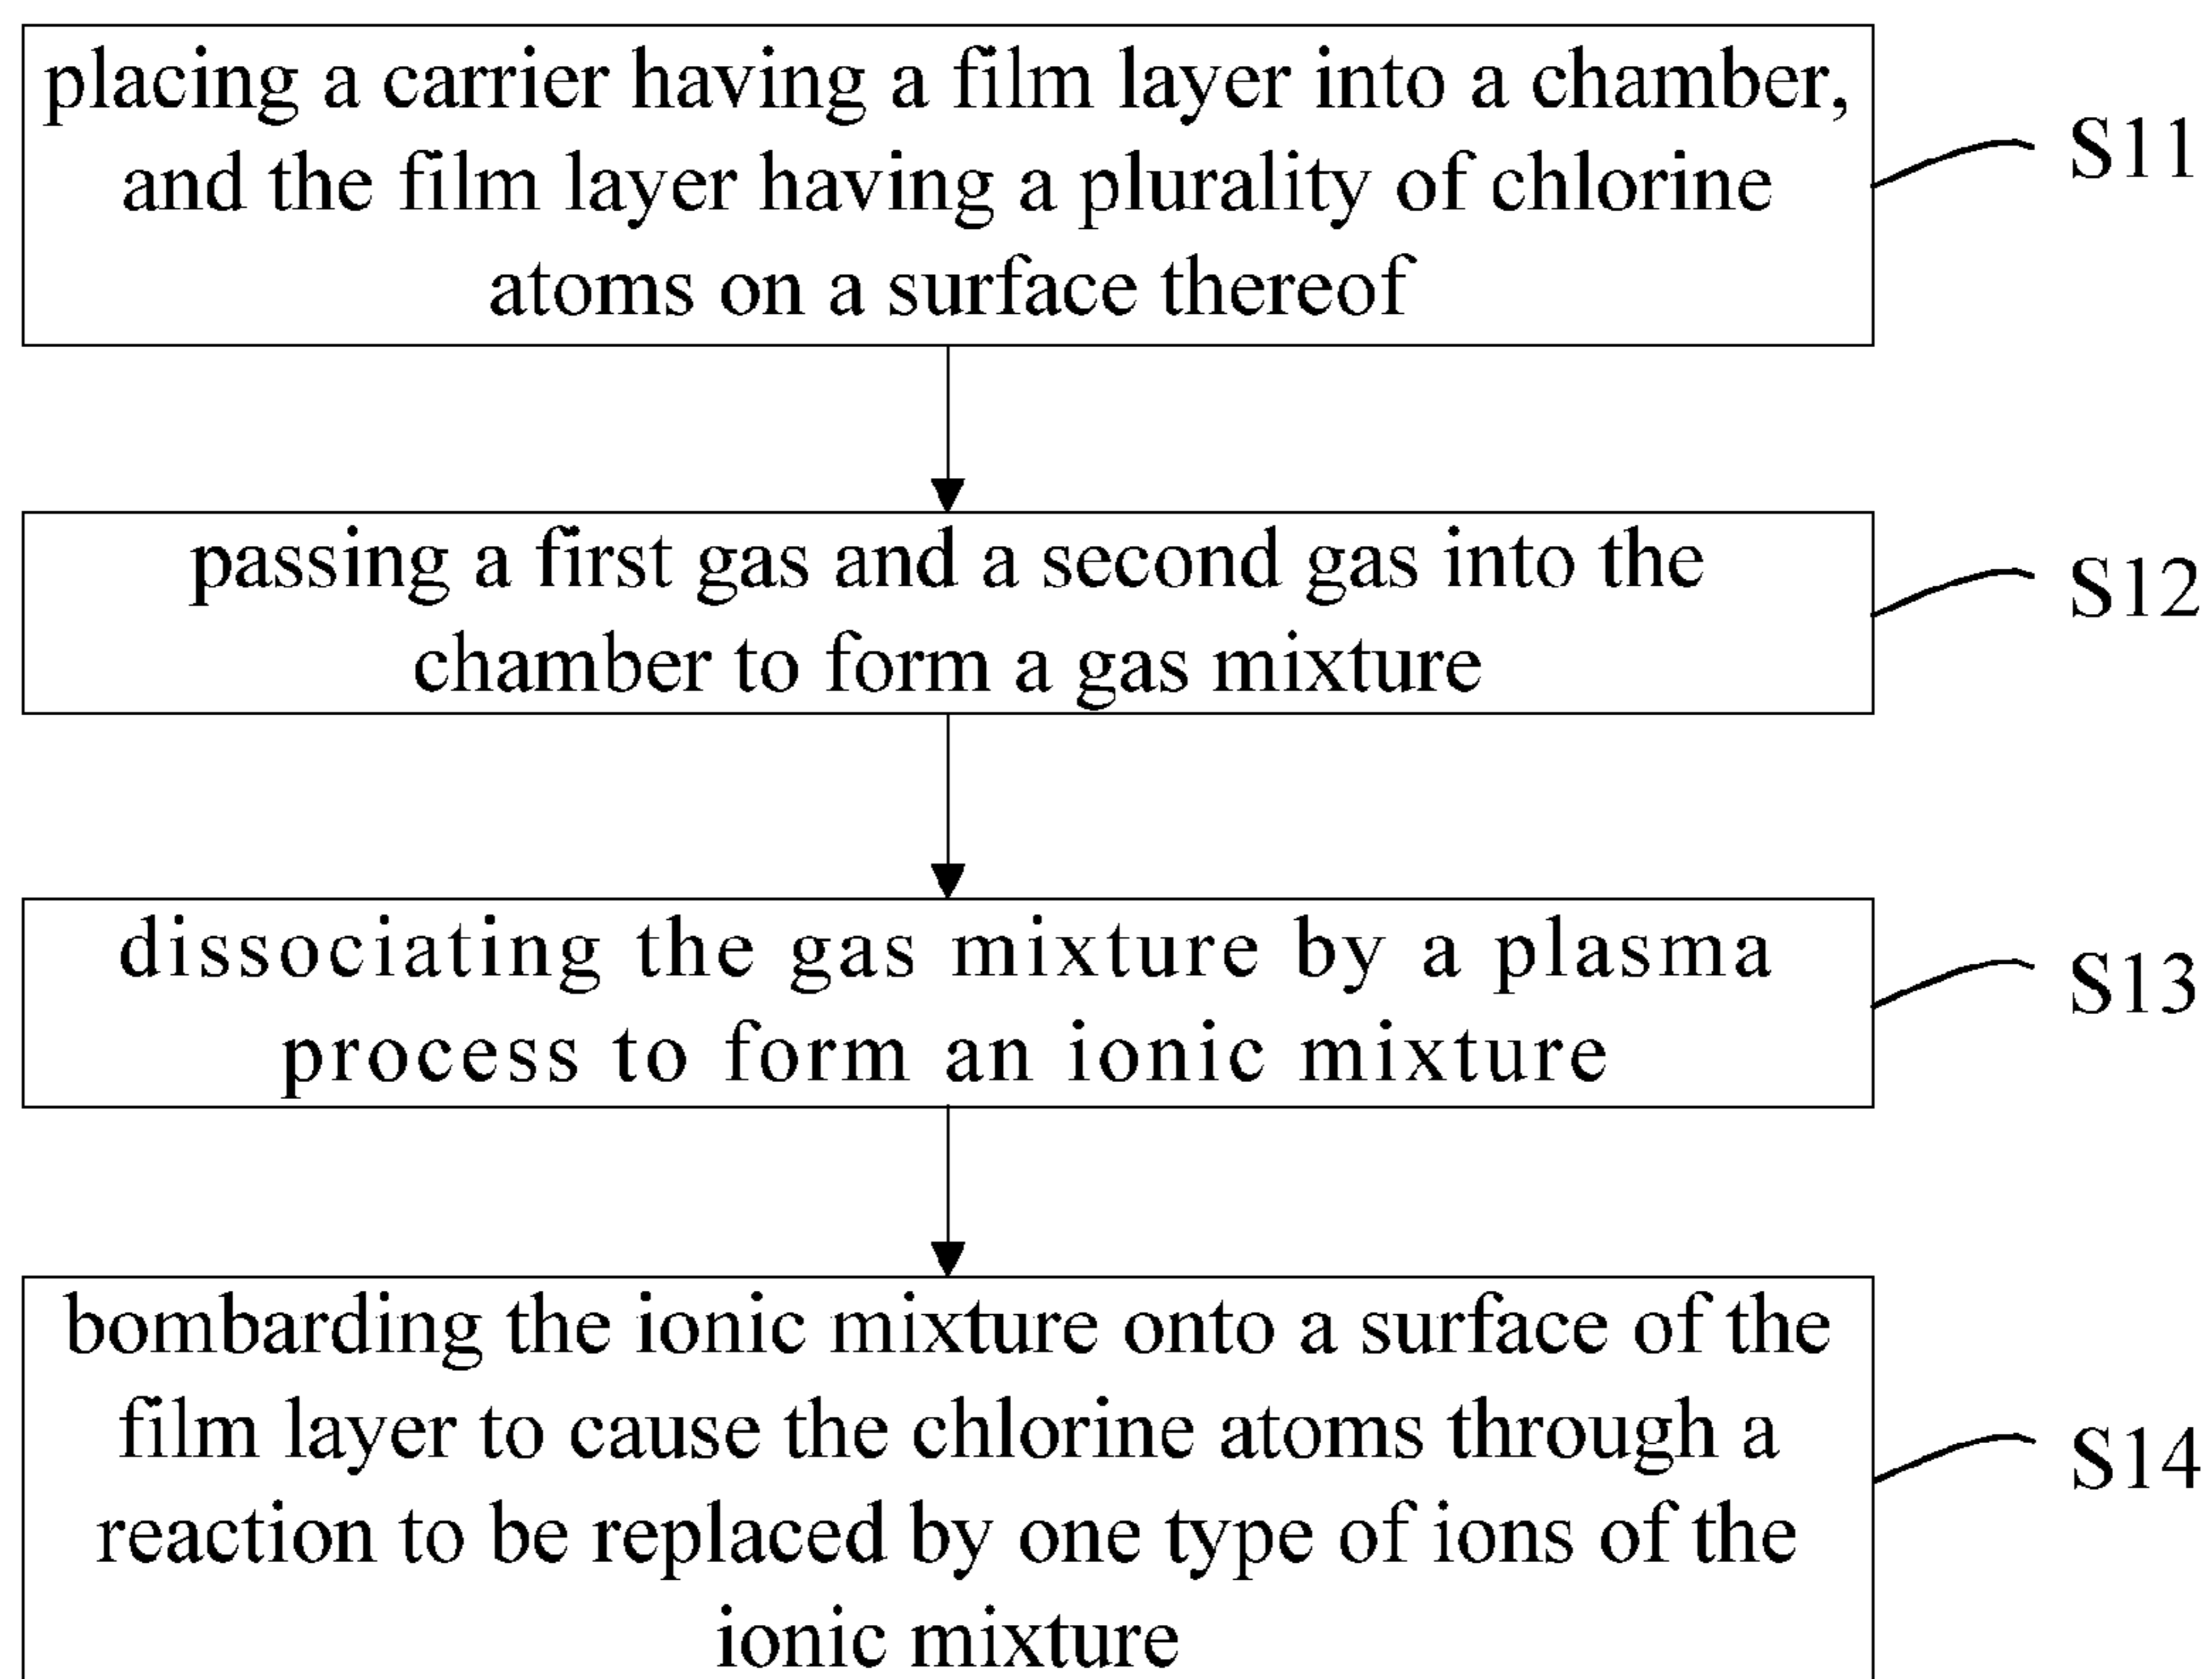 placing a carrier having a film layer into a chamber,
and the film layer having a plurality of chlorine
atoms on a surface thereof
S11
passing a first gas and a second gas into the
chamber to form a gas mixture
S12
dissociating the gas mixture by a plasma
process to form an ionic mixture
S13
bombarding the ionic mixture onto a surface of the
film layer to cause the chlorine atoms through a
reaction to be replaced by one type of ions of the
ionic mixture
S14